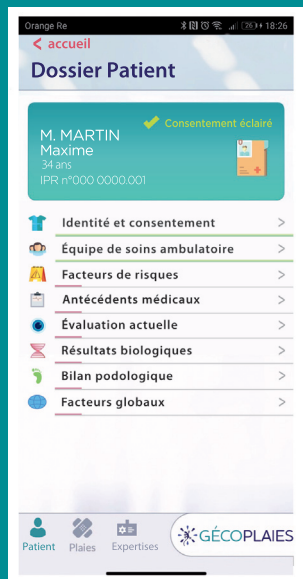 Orange Re 26 18:26
< accueil
Dossier Patient
Consentement éclairé
M. MARTIN
Maxime
34 ans
IPR n°000 0000.001
Identité et consentement >
Équipe de soins ambulatoire >
Facteurs de risques >
Antécédents médicaux >
Évaluation actuelle >
Résultats biologiques >
Bilan podologique >
Facteurs globaux >
GÉCOPLAIES
Patient Plaies Expertises